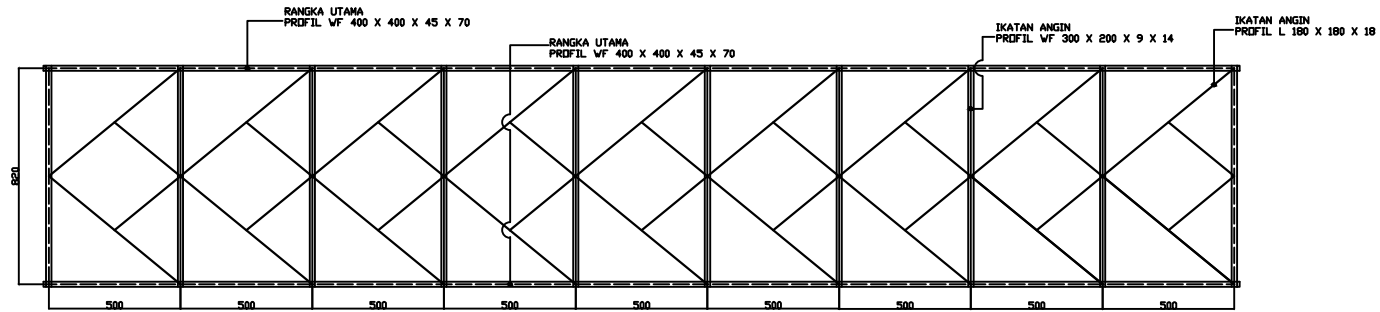 RANGKA UTAMA
PROFIL WF 400 X 400 X 45 X 70
RANGKA UTAMA
PROFIL WF 400 X 400 X 45 X 70
IKATAN ANGIN
PROFIL WF 300 X 200 X 9 X 14
IKATAN ANGIN
PROFIL L 180 X 180 X 18
820
500 500 500 500 500 500 500 500 500